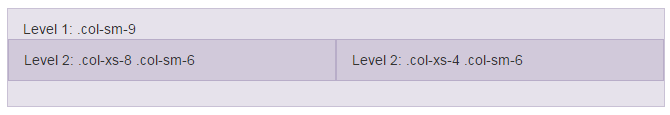 Level 1: .col-sm-9
Level 2: .col-xs-8 .col-sm-6
Level 2: .col-xs-4 .col-sm-6